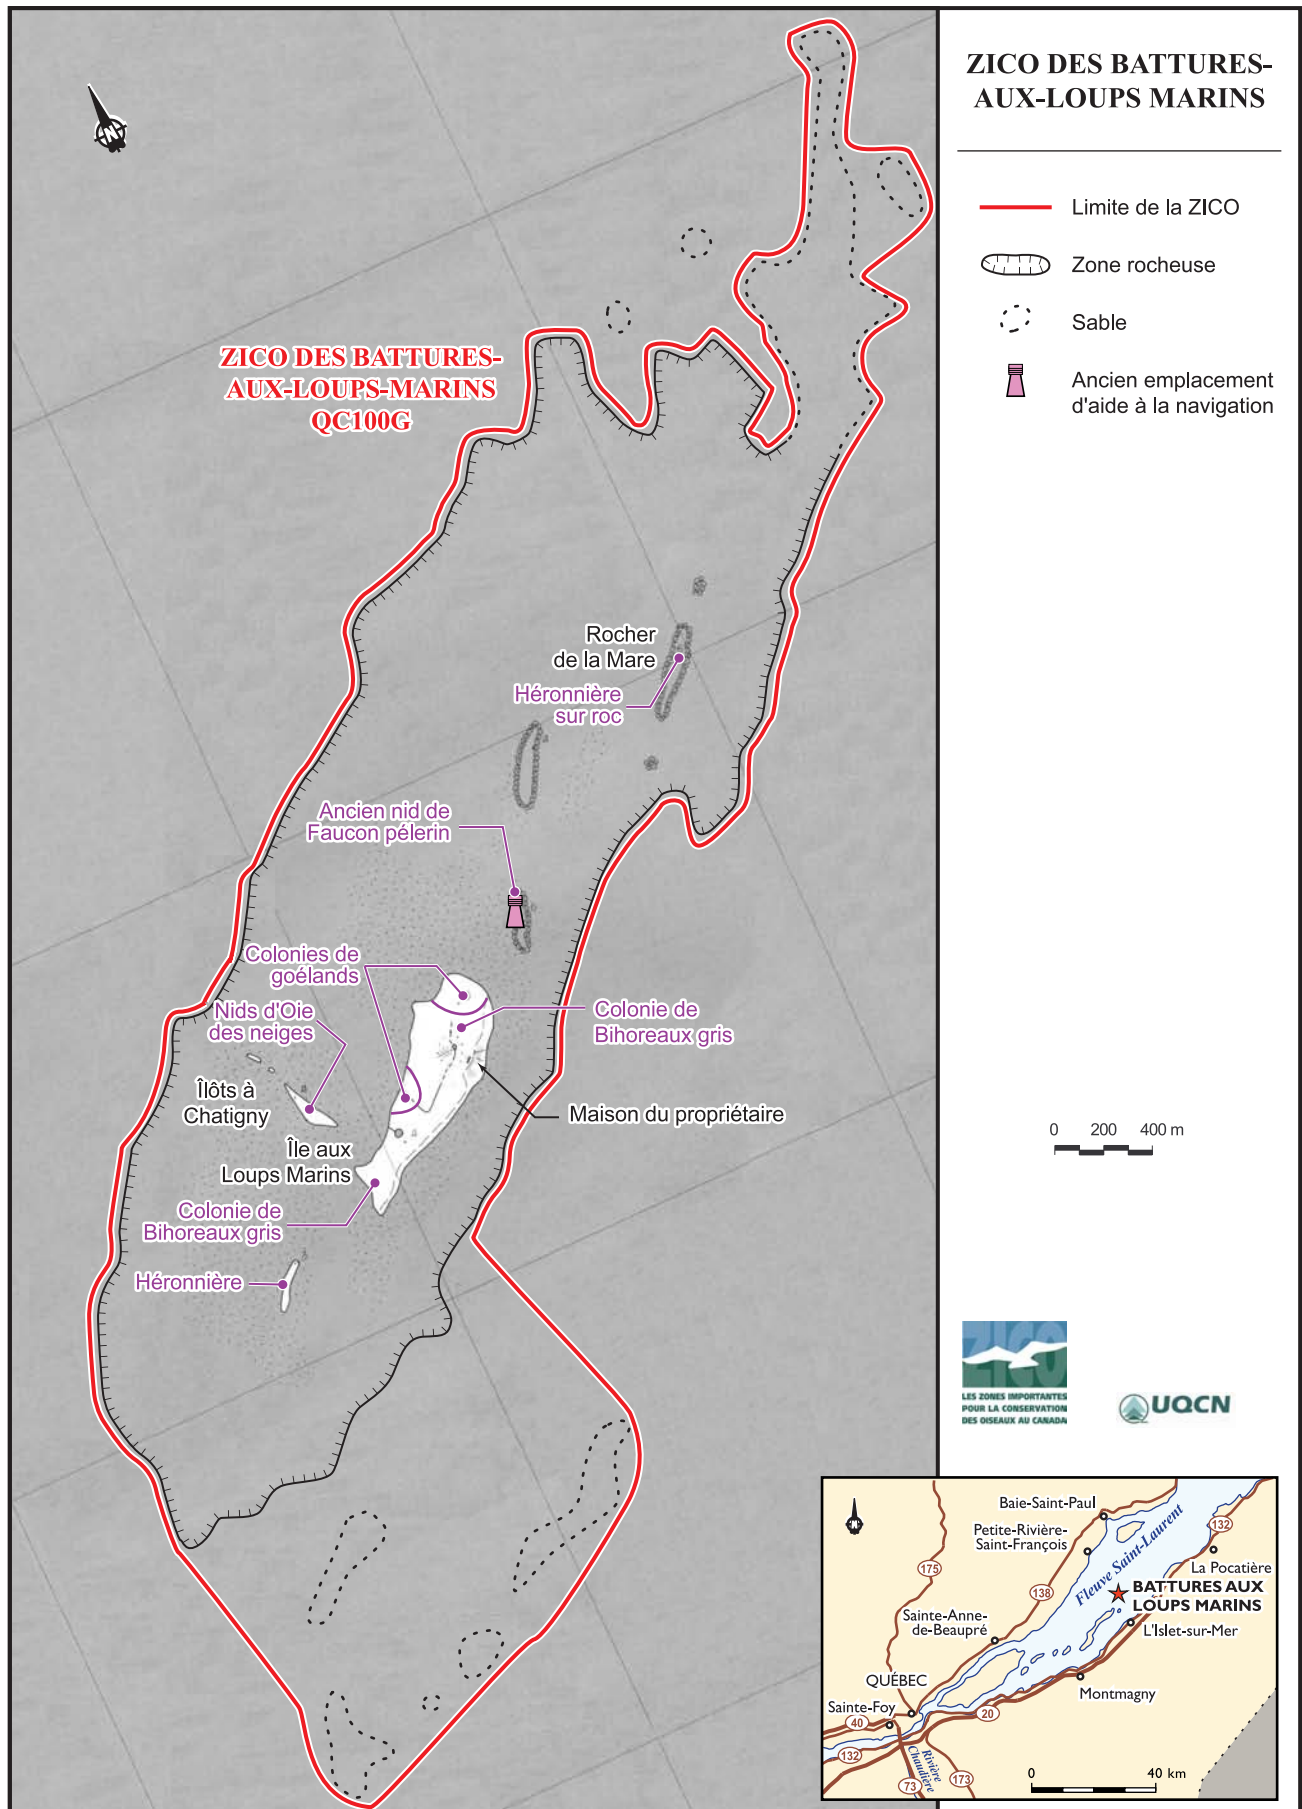 ZICO DES BATTURES-
AUX-LOUPS MARINS
Limite de la ZICO
Zone rocheuse
Sable
Ancien emplacement
d'aide à la navigation
N
ZICO DES BATTURES-
AUX-LOUPS-MARINS
QC100G
Rocher
de la Mare
Héronnière
sur roc
Ancien nid de
Faucon pélerin
Colonies de
goélands
Nids d'Oie
des neiges
Colonie de
Bihoreaux gris
Îlôts à
Chatigny
Maison du propriétaire
Île aux
Loups Marins
Colonie de
Bihoreaux gris
Héronnière
0 200 400 m
ZICO
LES ZONES IMPORTANTES
POUR LA CONSERVATION
DES OISEAUX AU CANADA
UQCN
N
Baie-Saint-Paul
Petite-Rivière-
Saint-François
Fleuve Saint-Laurent
132
La Pocatière
175
138
BATTURES AUX
LOUPS MARINS
Sainte-Anne-
de-Beaupré
L'Islet-sur-Mer
QUÉBEC
Montmagny
Sainte-Foy
40
20
132
Rivière
Chaudière
73
173
0 40 km